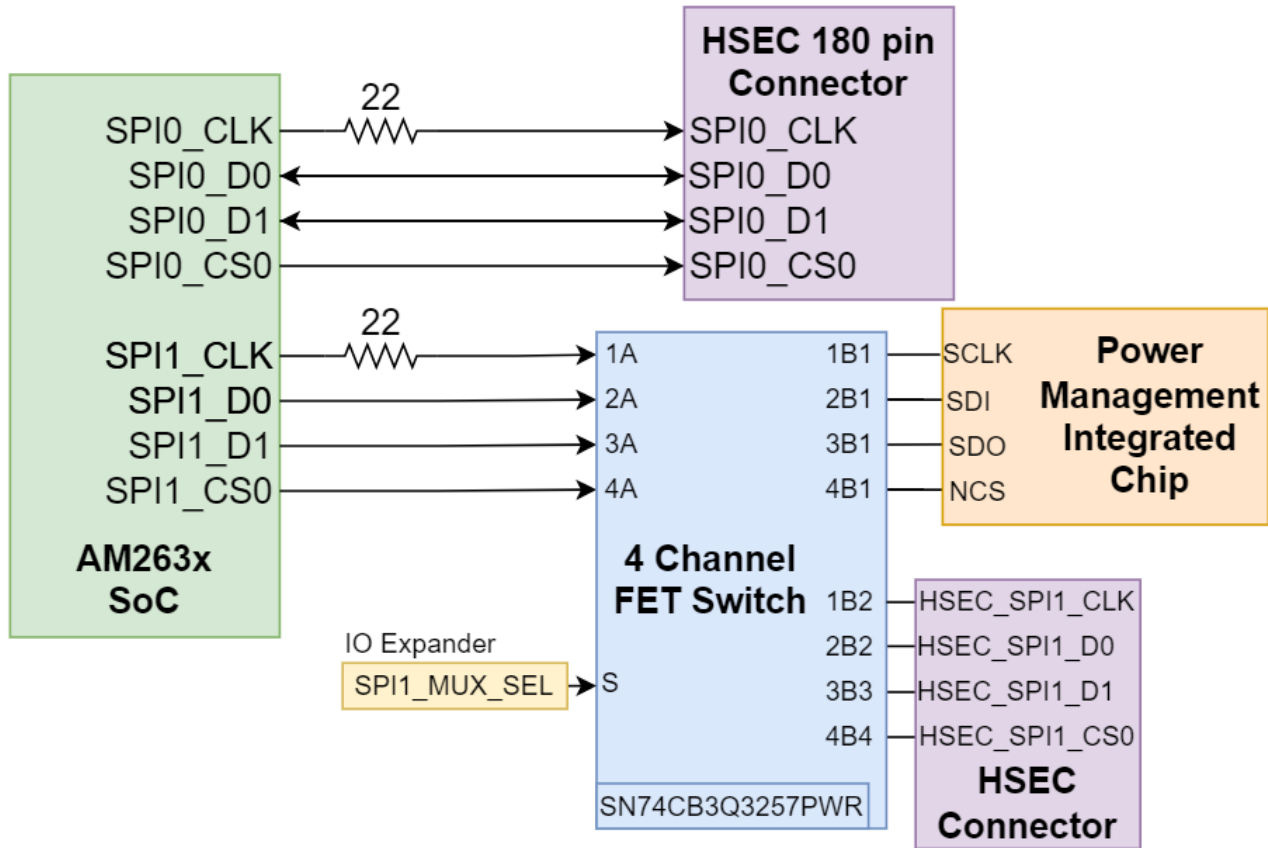 HSEC 180 pin
Connector
22
SPI0_CLK
SPI0_CLK
SPI0_D0
SPI0_D0
SPI0_D1
SPI0_D1
SPI0_CS0
SPI0_CS0
22
SPI1_CLK
1A
1B1
SCLK
SPI1_D0
2A
2B1
SDI
SPI1_D1
3A
3B1
SDO
SPI1_CS0
4A
4B1
NCS
Power
Management
Integrated
Chip
AM263x
SoC
4 Channel
FET Switch
1B2
HSEC_SPI1_CLK
2B2
HSEC_SPI1_D0
3B3
HSEC_SPI1_D1
4B4
HSEC_SPI1_CS0
IO Expander
SPI1_MUX_SEL
S
SN74CB3Q3257PWR
HSEC
Connector